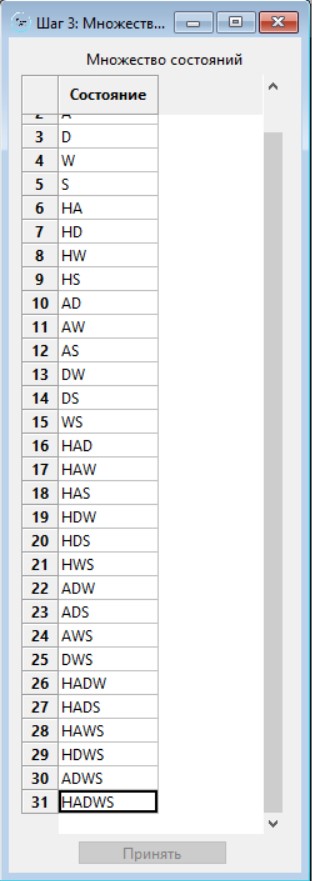 Шаг 3: Множеств...
Множество состояний
Состояние
2 A
3 D
4 W
5 S
6 HA
7 HD
8 HW
9 HS
10 AD
11 AW
12 AS
13 DW
14 DS
15 WS
16 HAD
17 HAW
18 HAS
19 HDW
20 HDS
21 HWS
22 ADW
23 ADS
24 AWS
25 DWS
26 HADW
27 HADS
28 HAWS
29 HDWS
30 ADWS
31 HADWS
Принять